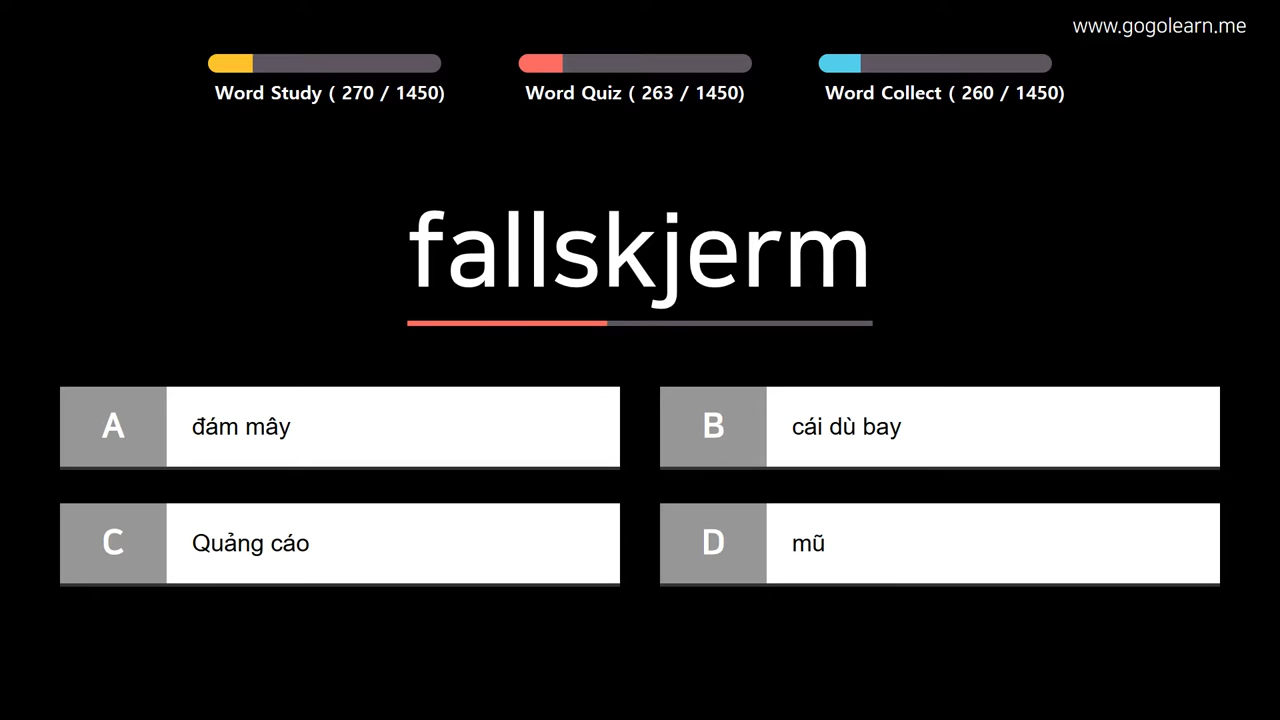 www.gogolearn.me
Word Study ( 270 / 1450)
Word Quiz ( 263 / 1450)
Word Collect ( 260 / 1450)
fallskjerm
A
đám mây
B
cái dù bay
C
Quảng cáo
D
mũ